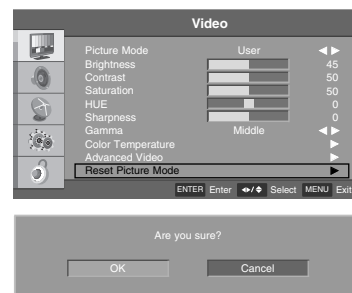 Video
Picture Mode User
Brightness 45
Contrast 50
Saturation 50
HUE 0
Sharpness 0
Gamma Middle
Color Temperature
Advanced Video
Reset Picture Mode
ENTER Enter Select MENU Exit
Are you sure?
OK Cancel